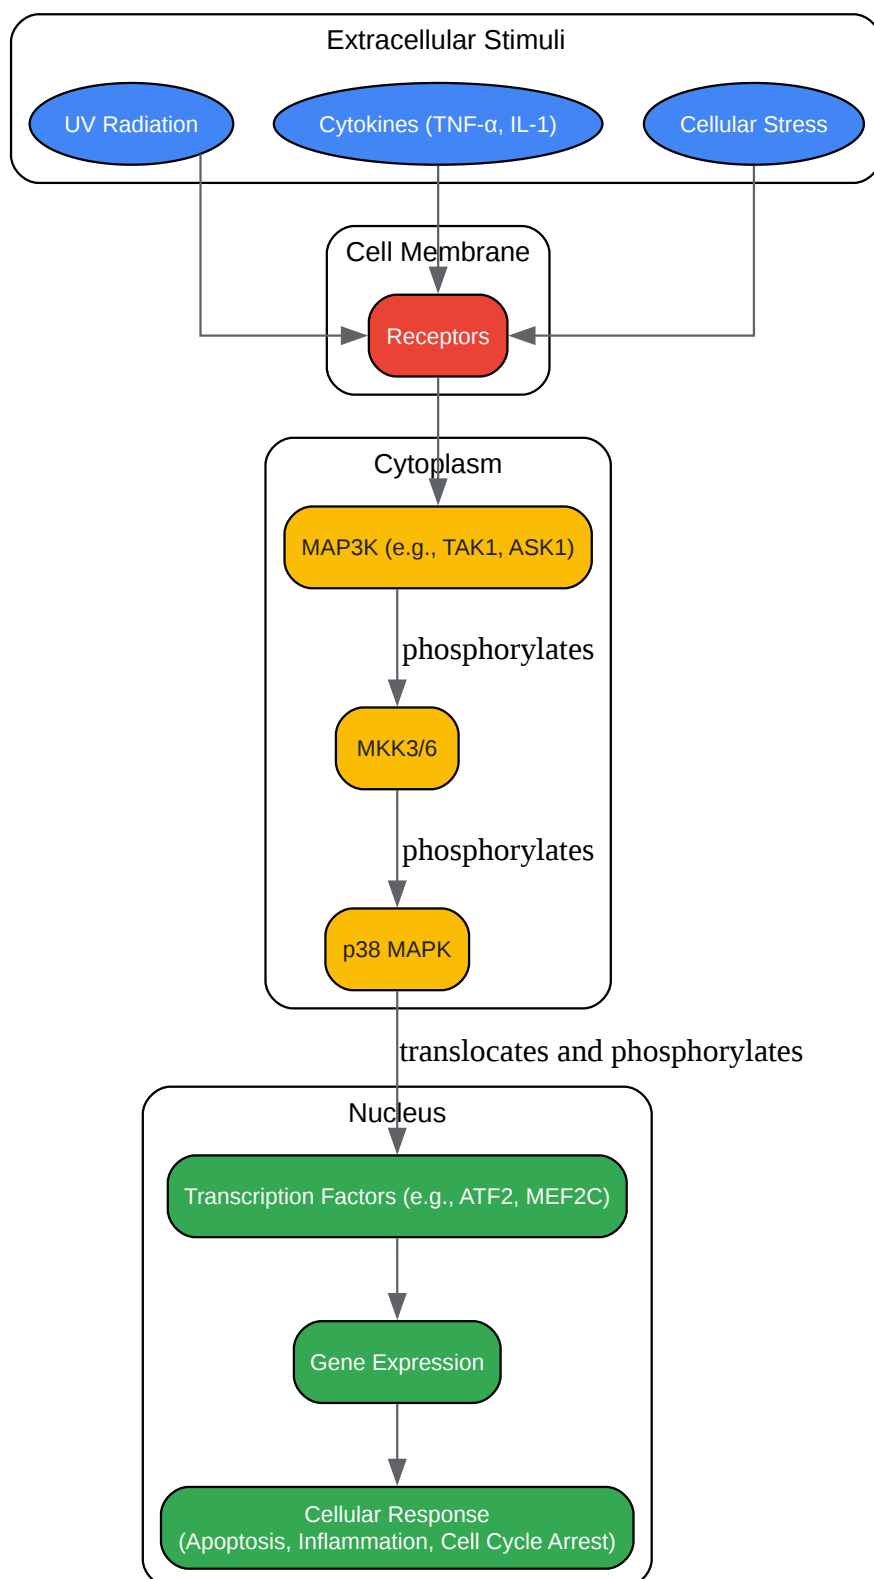 Extracellular Stimuli
UV Radiation
Cytokines (TNF-α, IL-1)
Cellular Stress
Cell Membrane
Receptors
Cytoplasm
MAP3K (e.g., TAK1, ASK1)
phosphorylates
MKK3/6
phosphorylates
p38 MAPK
translocates and phosphorylates
Nucleus
Transcription Factors (e.g., ATF2, MEF2C)
Gene Expression
Cellular Response
(Apoptosis, Inflammation, Cell Cycle Arrest)